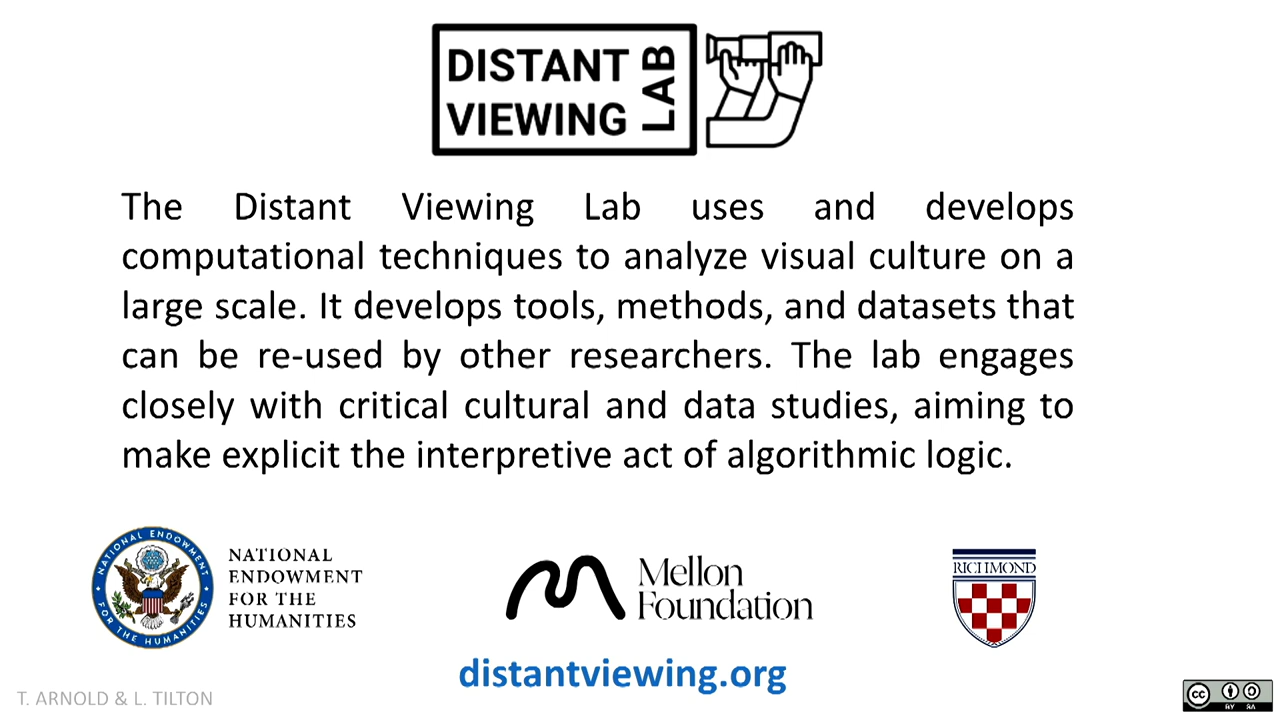 DISTANT
VIEWING
LAB
The Distant Viewing Lab uses and develops
computational techniques to analyze visual culture on a
large scale. It develops tools, methods, and datasets that
can be re-used by other researchers. The lab engages
closely with critical cultural and data studies, aiming to
make explicit the interpretive act of algorithmic logic.
NATIONAL ENDOWMENT
FOR THE HUMANITIES
NATIONAL
ENDOWMENT
FOR THE
HUMANITIES
Mellon
Foundation
RICHMOND
distantviewing.org
T. ARNOLD & L. TILTON
cc
BY SA